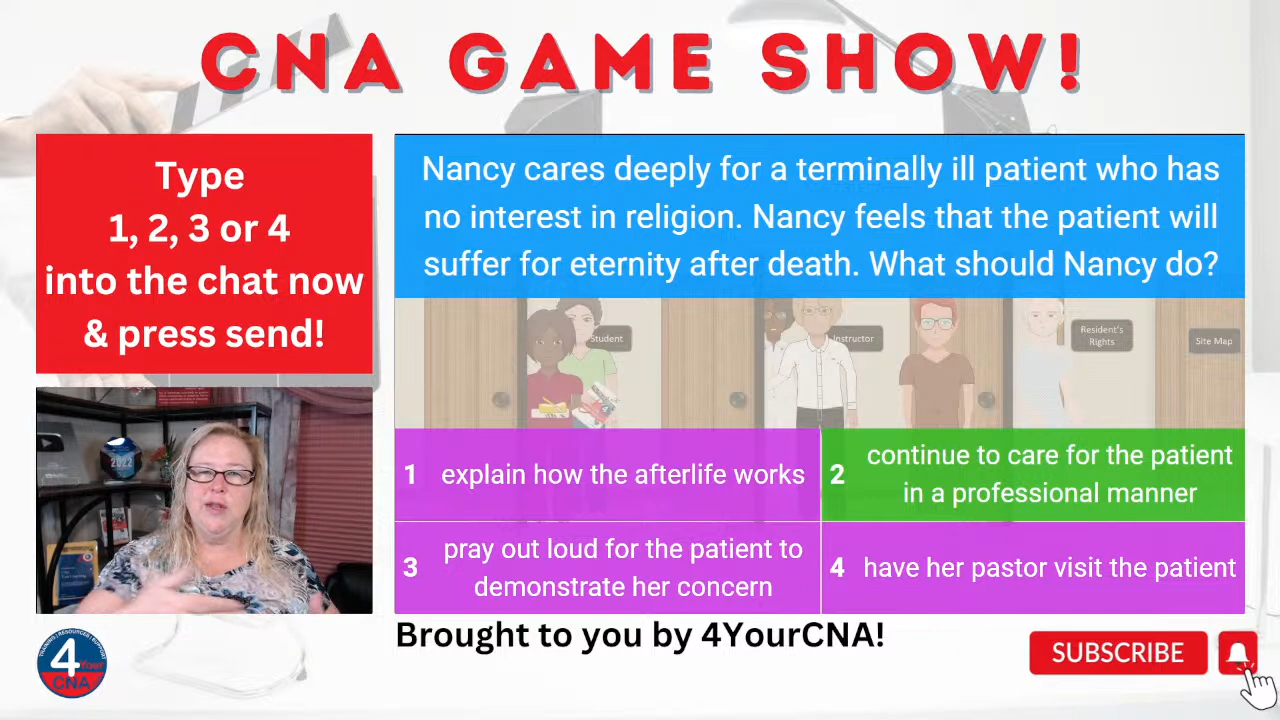 CNA GAME SHOW!
Type
1, 2, 3 or 4
into the chat now
& press send!
Nancy cares deeply for a terminally ill patient who has
no interest in religion. Nancy feels that the patient will
suffer for eternity after death. What should Nancy do?
Student
Instructor
Resident's
Rights
Site Map
1 explain how the afterlife works
2 continue to care for the patient
in a professional manner
3 pray out loud for the patient to
demonstrate her concern
4 have her pastor visit the patient
2022
Brought to you by 4YourCNA!
TRAINING | RESOURCES | SUPPORT
4 Your
CNA
SUBSCRIBE